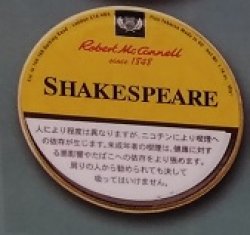 Robert McConnell
since 1848
SHAKESPEARE
人により程度は異なりますが、ニコチンにより喫煙へ
の依存が生じます。未成年者の喫煙は、健康に対す
る悪影響やたばこへの依存をより強めます。
周りの人から勧められても決して
吸ってはいけません。